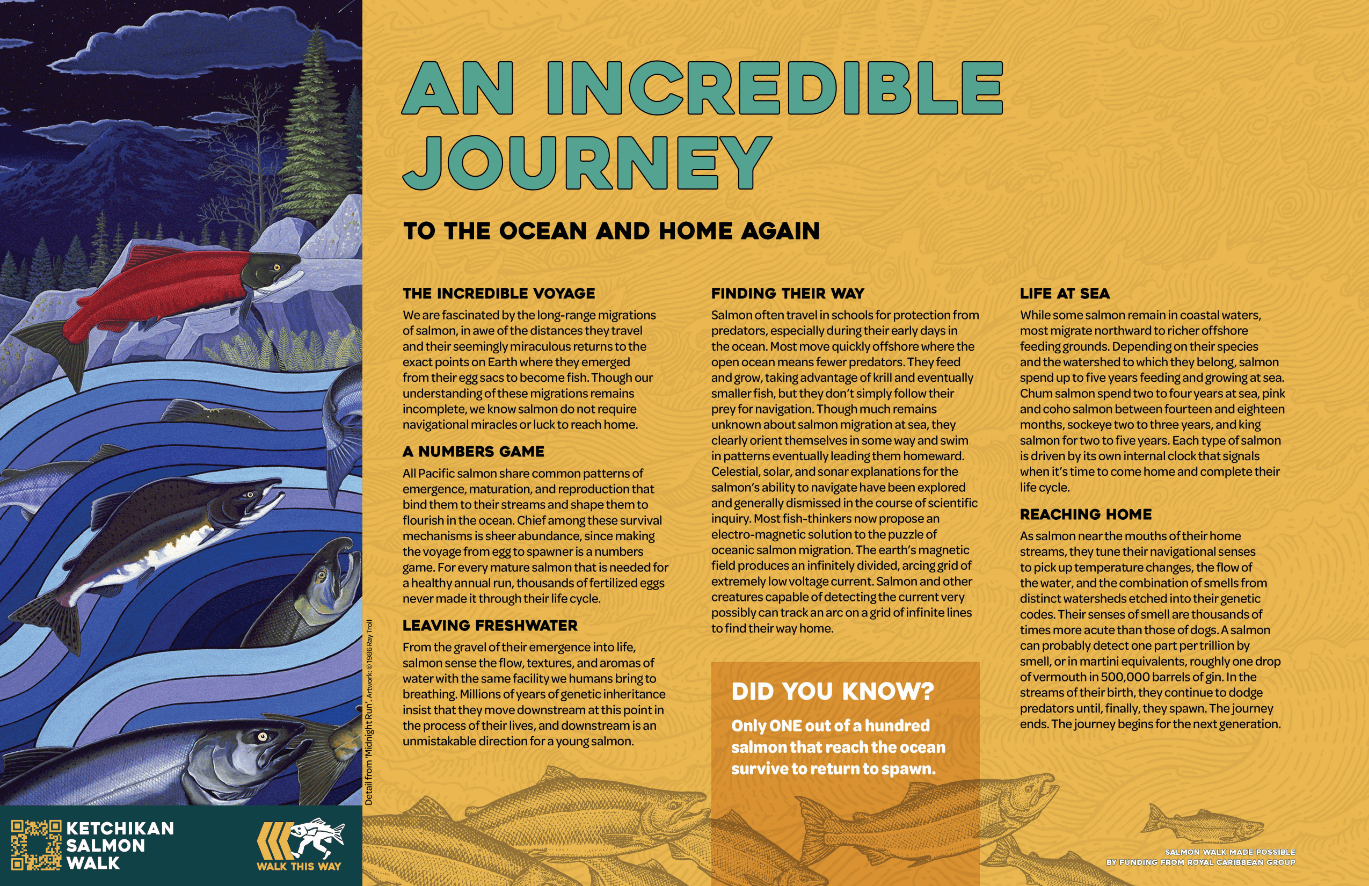 AN INCREDIBLE
JOURNEY
TO THE OCEAN AND HOME AGAIN
THE INCREDIBLE VOYAGE
We are fascinated by the long-range migrations
of salmon, in awe of the distances they travel
and their seemingly miraculous returns to the
exact points on Earth where they emerged
from their egg sacs to become fish. Though our
understanding of these migrations remains
incomplete, we know salmon do not require
navigational miracles or luck to reach home.
A NUMBERS GAME
All Pacific salmon share common patterns of
emergence, maturation, and reproduction that
bind them to their streams and shape them to
flourish in the ocean. Chief among these survival
mechanisms is sheer abundance, since making
the voyage from egg to spawner is a numbers
game. For every mature salmon that is needed for
a healthy annual run, thousands of fertilized eggs
never made it through their life cycle.
LEAVING FRESHWATER
From the gravel of their emergence into life,
salmon sense the flow, textures, and aromas of
water with the same facility we humans bring to
breathing. Millions of years of genetic inheritance
insist that they move downstream at this point in
the process of their lives, and downstream is an
unmistakable direction for a young salmon.
FINDING THEIR WAY
Salmon often travel in schools for protection from
predators, especially during their early days in
the ocean. Most move quickly offshore where the
open ocean means fewer predators. They feed
and grow, taking advantage of krill and eventually
smaller fish, but they don't simply follow their
prey for navigation. Though much remains
unknown about salmon migration at sea, they
clearly orient themselves in some way and swim
in patterns eventually leading them homeward.
Celestial, solar, and sonar explanations for the
salmon's ability to navigate have been explored
and generally dismissed in the course of scientific
inquiry. Most fish-thinkers now propose an
electro-magnetic solution to the puzzle of
oceanic salmon migration. The earth's magnetic
field produces an infinitely divided, arcing grid of
extremely low voltage current. Salmon and other
creatures capable of detecting the current very
possibly can track an arc on a grid of infinite lines
to find their way home.
DID YOU KNOW?
Only ONE out of a hundred
salmon that reach the ocean
survive to return to spawn.
LIFE AT SEA
While some salmon remain in coastal waters,
most migrate northward to richer offshore
feeding grounds. Depending on their species
and the watershed to which they belong, salmon
spend up to five years feeding and growing at sea.
Chum salmon spend two to four years at sea, pink
and coho salmon between fourteen and eighteen
months, sockeye two to three years, and king
salmon for two to five years. Each type of salmon
is driven by its own internal clock that signals
when it's time to come home and complete their
life cycle.
REACHING HOME
As salmon near the mouths of their home
streams, they tune their navigational senses
to pick up temperature changes, the flow of
the water, and the combination of smells from
distinct watersheds etched into their genetic
codes. Their senses of smell are thousands of
times more acute than those of dogs. A salmon
can probably detect one part per trillion by
smell, or in martini equivalents, roughly one drop
of vermouth in 500,000 barrels of gin. In the
streams of their birth, they continue to dodge
predators until, finally, they spawn. The journey
ends. The journey begins for the next generation.
Detail from 'Midnight Run'. Artwork: ©1986 Ray Troll
KETCHIKAN
SALMON
WALK
WALK THIS WAY
SALMON WALK MADE POSSIBLE
BY FUNDING FROM ROYAL CARIBBEAN GROUP